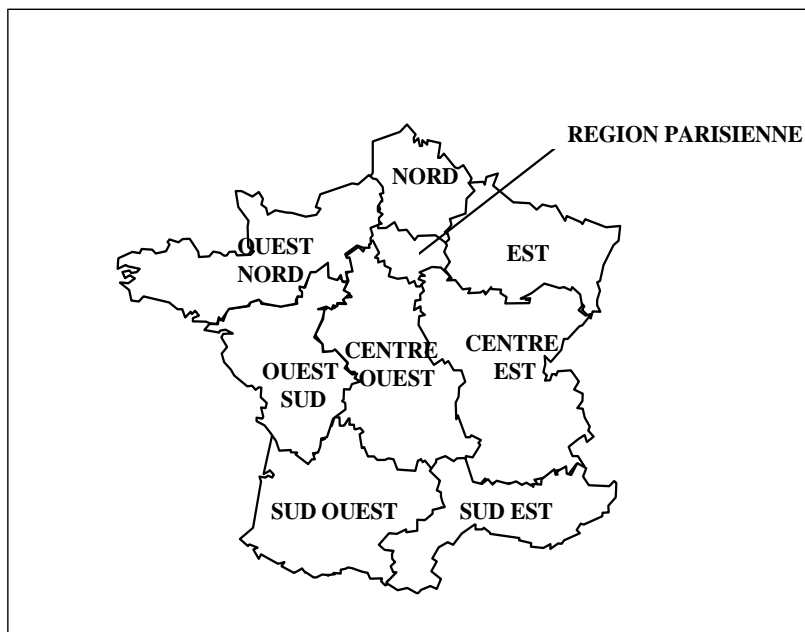 REGION PARISIENNE
NORD
OUEST
NORD
EST
CENTRE
OUEST
CENTRE
EST
OUEST
SUD
SUD OUEST
SUD EST